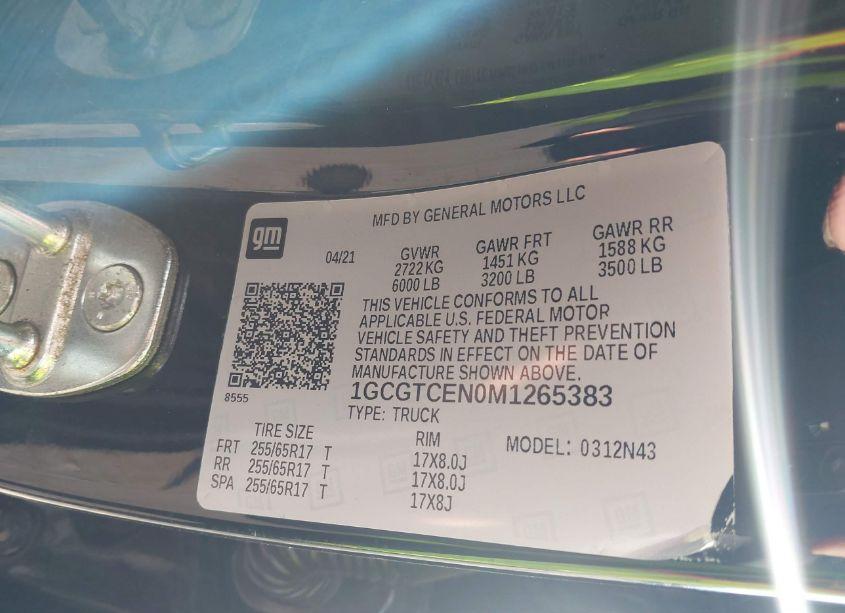 gm
MFD BY GENERAL MOTORS LLC
04/21
GVWR
2722 KG
6000 LB
GAWR FRT
1451 KG
3200 LB
GAWR RR
1588 KG
3500 LB
THIS VEHICLE CONFORMS TO ALL
APPLICABLE U.S. FEDERAL MOTOR
VEHICLE SAFETY AND THEFT PREVENTION
STANDARDS IN EFFECT ON THE DATE OF
MANUFACTURE SHOWN ABOVE.
8555
1GCGTCEN0M1265383
TYPE: TRUCK
TIRE SIZE
RIM
MODEL: 0312N43
FRT 255/65R17 T 17X8.0J
RR 255/65R17 T 17X8.0J
SPA 255/65R17 T 17X8J